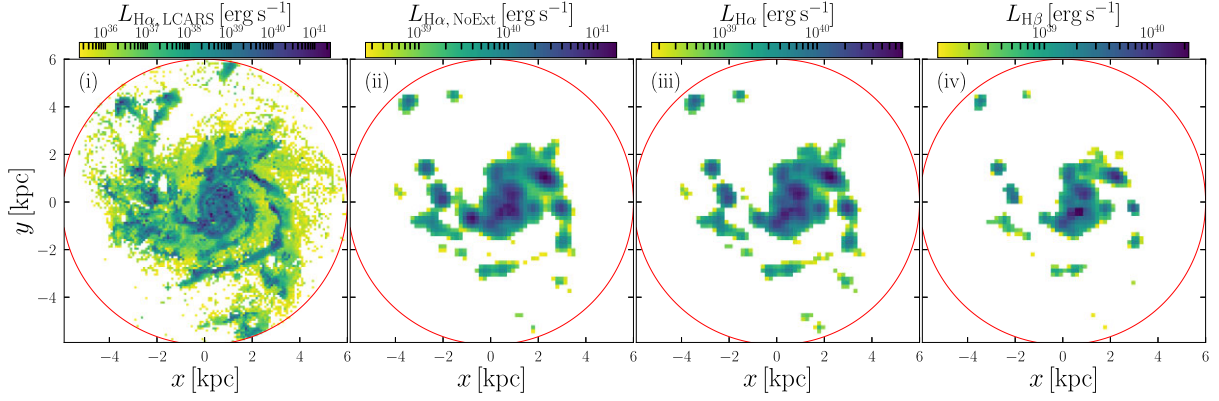 L_{Hα, LCARS} [erg s^{-1}]
L_{Hα, NoExt} [erg s^{-1}]
L_{Hα} [erg s^{-1}]
L_{Hβ} [erg s^{-1}]
10^{36} 10^{37} 10^{38} 10^{39} 10^{40} 10^{41}
10^{39} 10^{40} 10^{41}
10^{39} 10^{40}
10^{39} 10^{40}
(i)
(ii)
(iii)
(iv)
y [kpc]
6
4
2
0
−2
−4
−4 −2 0 2 4 6
−4 −2 0 2 4 6
−4 −2 0 2 4 6
−4 −2 0 2 4 6
x [kpc]
x [kpc]
x [kpc]
x [kpc]